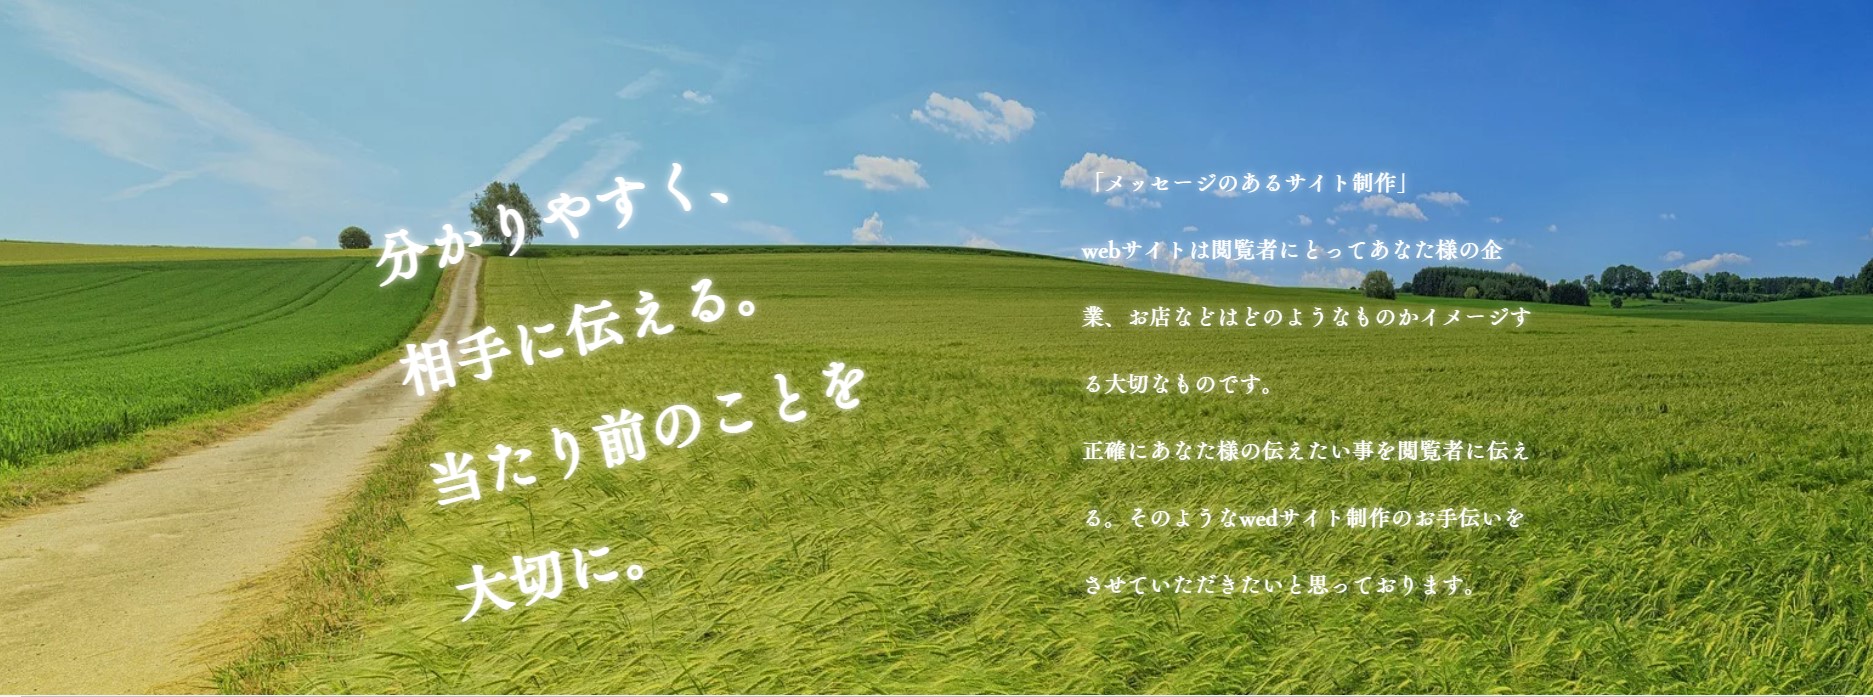 分かりやすく、
相手に伝える。
当たり前のことを
大切に。
「メッセージのあるサイト制作」
webサイトは閲覧者にとってあなた様の企
業、お店などはどのようなものかイメージす
る大切なものです。
正確にあなた様の伝えたい事を閲覧者に伝え
る。そのようなwedサイト制作のお手伝いを
させていただきたいと思っております。